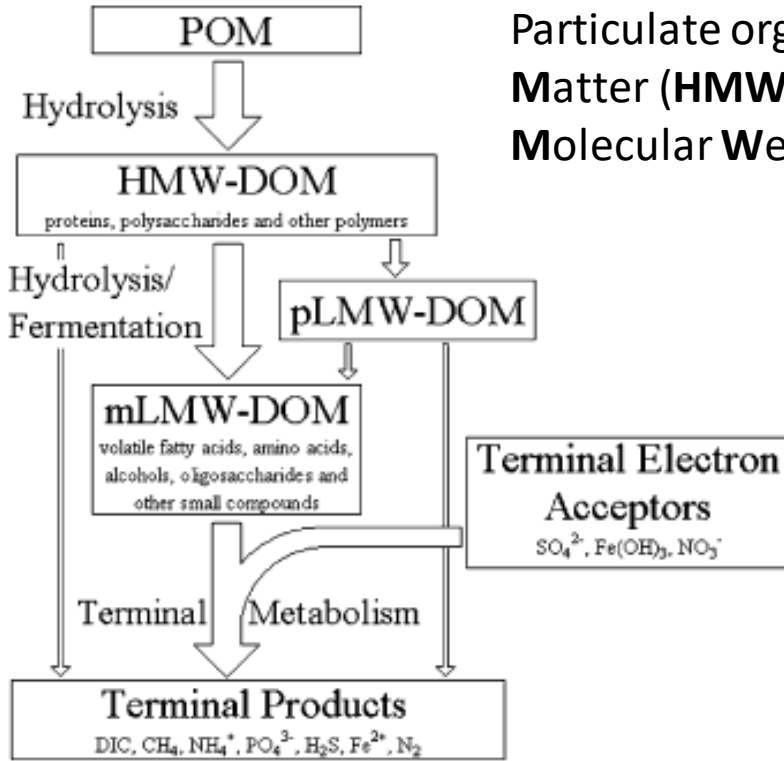 POM
Particulate org
Matter (HMW
Molecular We
Hydrolysis
HMW-DOM
proteins, polysaccharides and other polymers
Hydrolysis/
Fermentation
pLMW-DOM
mLMW-DOM
volatile fatty acids, amino acids,
alcohols, oligosaccharides and
other small compounds
Terminal Electron
Acceptors
SO₄²⁻, Fe(OH)₃, NO₃⁻
Terminal Metabolism
Terminal Products
DIC, CH₄, NH₄⁺, PO₄³⁻, H₂S, Fe²⁺, N₂